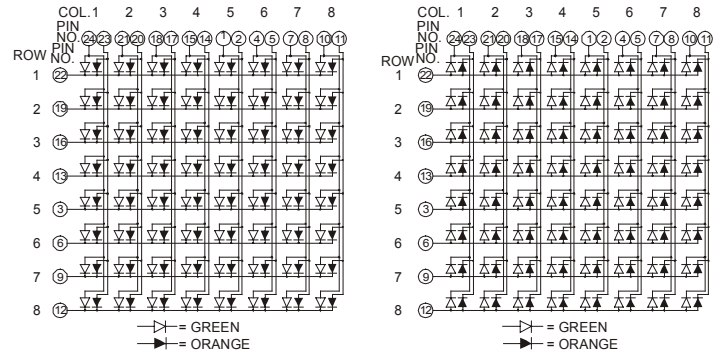 COL. 1 2 3 4 5 6 7 8
PIN NO. 24 23 21 20 18 17 15 14 1 2 4 5 7 8 10 11
ROW PIN NO.
1 22
2 19
3 16
4 13
5 3
6 6
7 9
8 12
= GREEN
= ORANGE
COL. 1 2 3 4 5 6 7 8
PIN NO. 24 23 21 20 18 17 15 14 1 2 4 5 7 8 10 11
ROW PIN NO.
1 22
2 19
3 16
4 13
5 3
6 6
7 9
8 12
= GREEN
= ORANGE